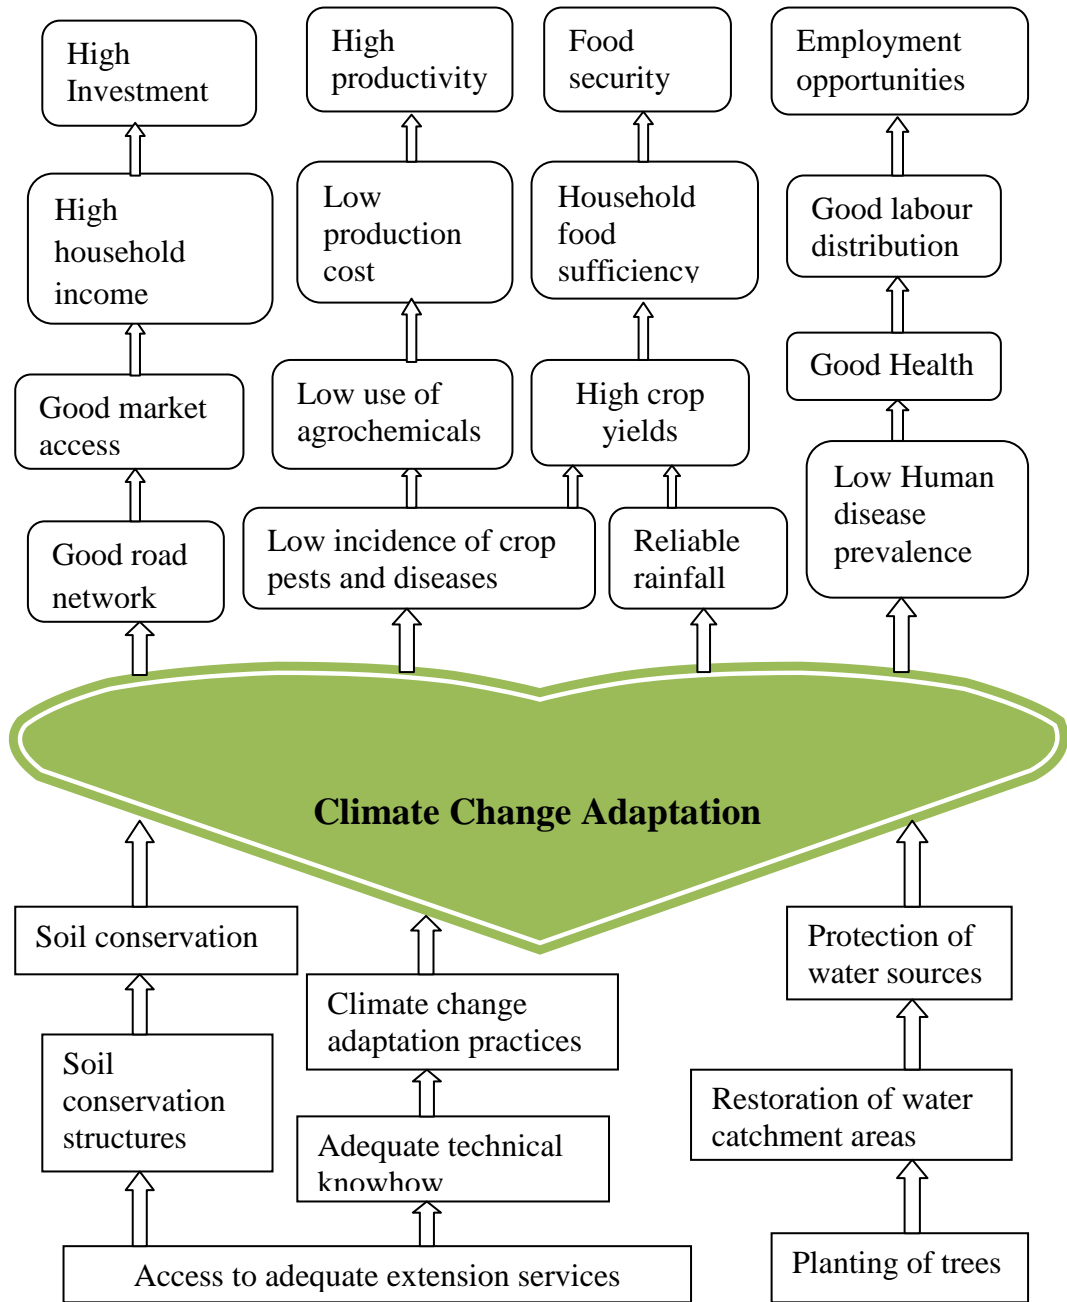 High
Investment
High
productivity
Food
security
Employment
opportunities
High
household
income
Low
production
cost
Household
food
sufficiency
Good labour
distribution
Good market
access
Low use of
agrochemicals
High crop
yields
Good Health
Good road
network
Low incidence of crop
pests and diseases
Reliable
rainfall
Low Human
disease
prevalence
Climate Change Adaptation
Soil conservation
Climate change
adaptation practices
Protection of
water sources
Soil
conservation
structures
Adequate technical
knowhow
Restoration of water
catchment areas
Access to adequate extension services
Planting of trees